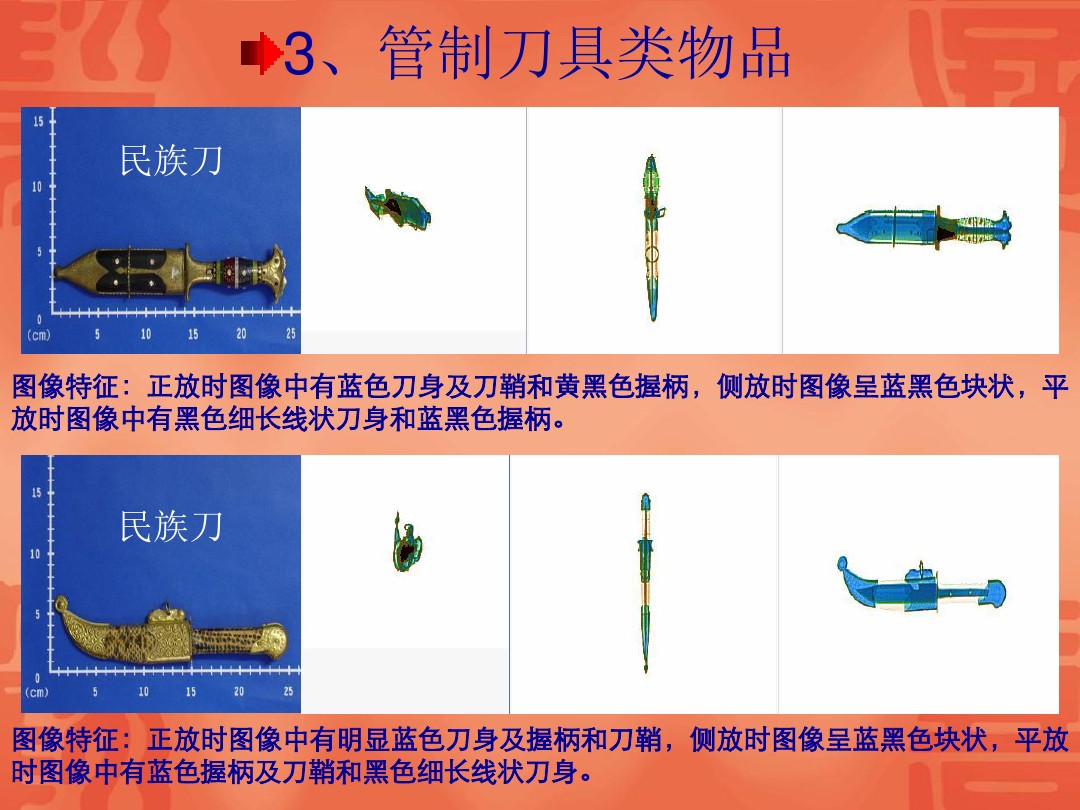 3、管制刀具类物品
民族刀
15
10
5
0
(cm) 5 10 15 20 25
图像特征：正放时图像中有蓝色刀身及刀鞘和黄黑色握柄，侧放时图像呈蓝黑色块状，平
放时图像中有黑色细长线状刀身和蓝黑色握柄。
民族刀
15
10
5
0
(cm) 5 10 15 20 25
图像特征：正放时图像中有明显蓝色刀身及握柄和刀鞘，侧放时图像呈蓝黑色块状，平放
时图像中有蓝色握柄及刀鞘和黑色细长线状刀身。